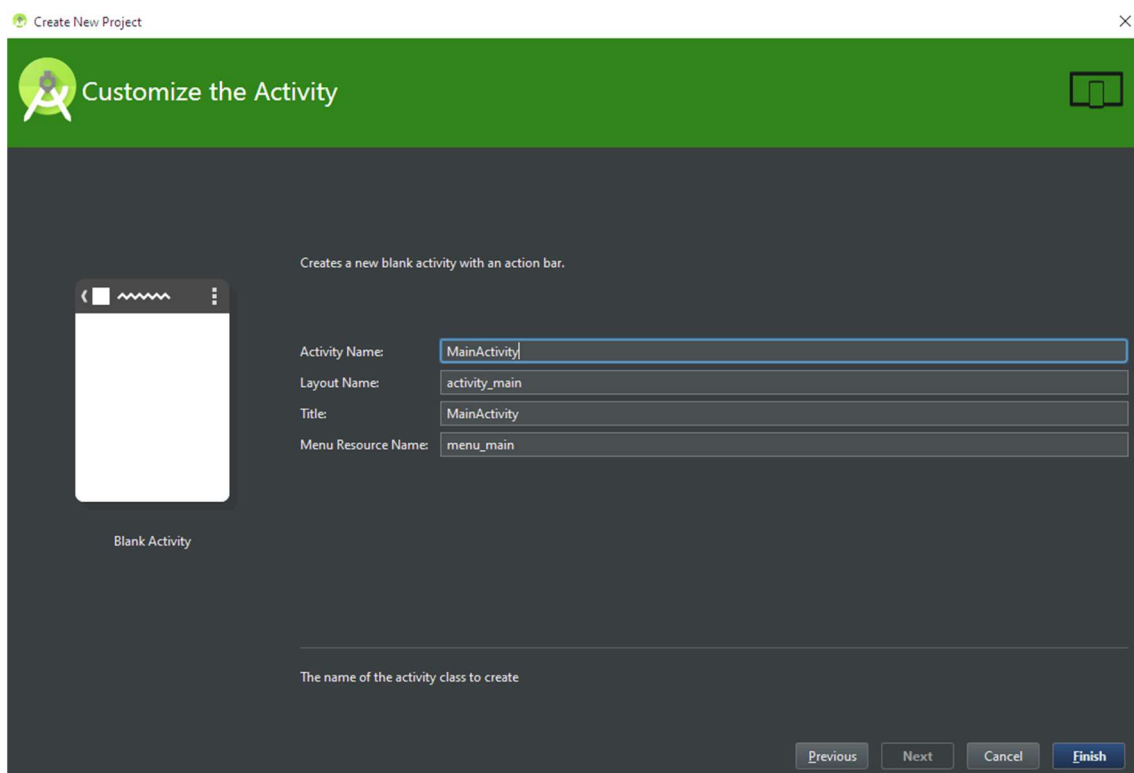 Create New Project
Customize the Activity
Creates a new blank activity with an action bar.
Activity Name: MainActivity
Layout Name: activity_main
Title: MainActivity
Menu Resource Name: menu_main
Blank Activity
The name of the activity class to create
Previous Next Cancel Finish